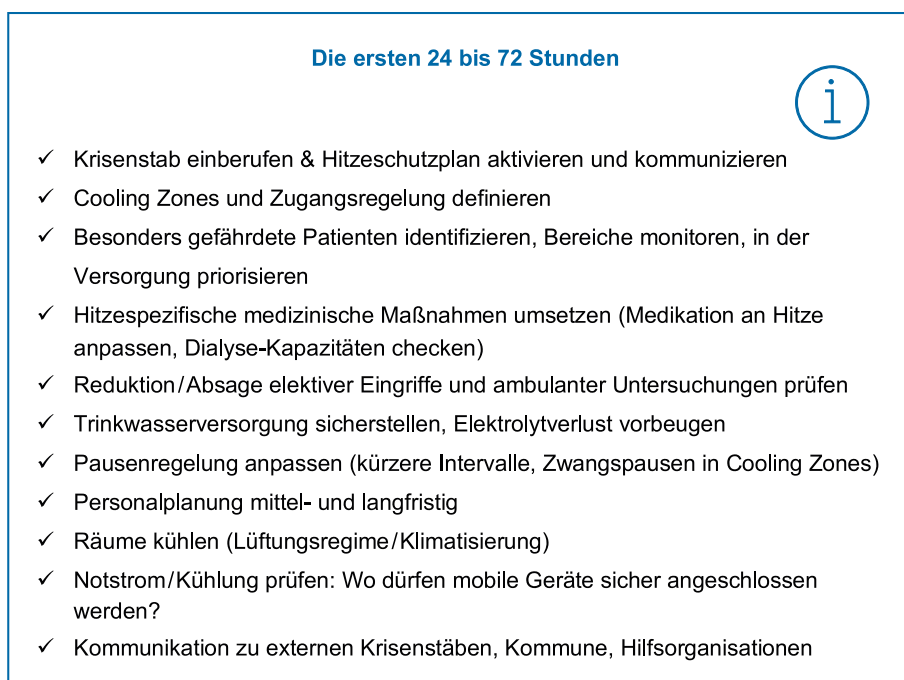 Die ersten 24 bis 72 Stunden
✓ Krisenstab einberufen & Hitzeschutzplan aktivieren und kommunizieren
✓ Cooling Zones und Zugangsregelung definieren
✓ Besonders gefährdete Patienten identifizieren, Bereiche monitoren, in der
Versorgung priorisieren
✓ Hitzespezifische medizinische Maßnahmen umsetzen (Medikation an Hitze
anpassen, Dialyse-Kapazitäten checken)
✓ Reduktion/Absage elektiver Eingriffe und ambulanter Untersuchungen prüfen
✓ Trinkwasserversorgung sicherstellen, Elektrolytverlust vorbeugen
✓ Pausenregelung anpassen (kürzere Intervalle, Zwangspausen in Cooling Zones)
✓ Personalplanung mittel- und langfristig
✓ Räume kühlen (Lüftungsregime/Klimatisierung)
✓ Notstrom/Kühlung prüfen: Wo dürfen mobile Geräte sicher angeschlossen
werden?
✓ Kommunikation zu externen Krisenstäben, Kommune, Hilfsorganisationen